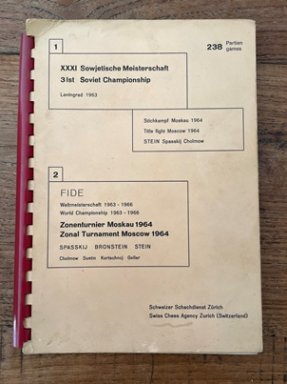 1
238 Partien
games
XXXI Sowjetische Meisterschaft
31st Soviet Championship
Leningrad 1963
Stichkampf Moskau 1964
Title fight Moscow 1964
STEIN Spasskij Cholmow
2
FIDE
Weltmeisterschaft 1963 - 1966
World Championship 1963 - 1966
Zonenturnier Moskau 1964
Zonal Turnament Moscow 1964
SPASSKIJ BRONSTEIN STEIN
Cholmow Suetin Kortschnoj Geller
Schweizer Schachdienst Zürich
Swiss Chess Agency Zurich (Switzerland)